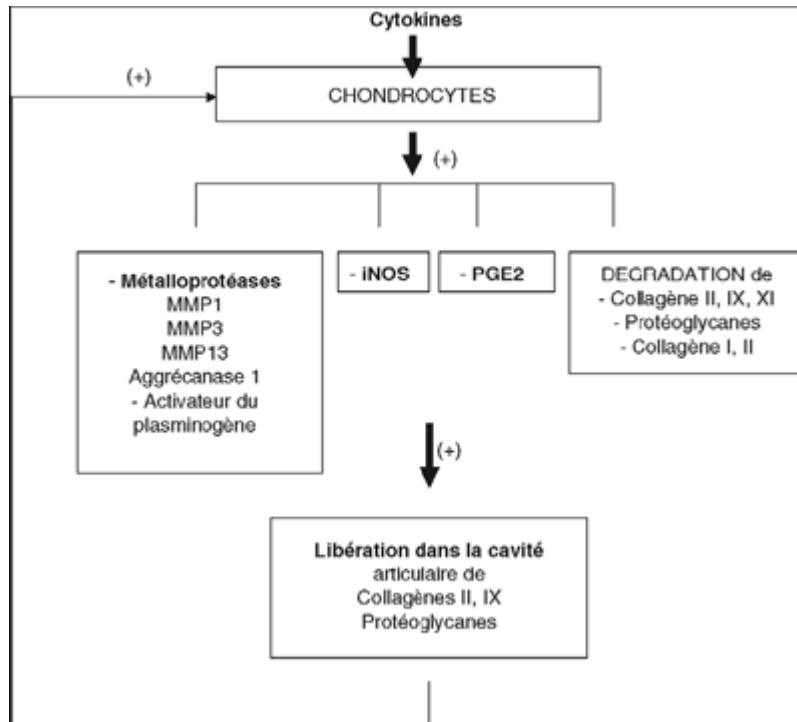 Cytokines
(+)
CHONDROCYTES
(+)
- Métalloprotéases
MMP1
MMP3
MMP13
Aggrécanase 1
- Activateur du
plasminogène
- iNOS
- PGE2
DEGRADATION de
- Collagène II, IX, XI
- Protéoglycanes
- Collagène I, II
(+)
Libération dans la cavité
articulaire de
Collagènes II, IX
Protéoglycanes